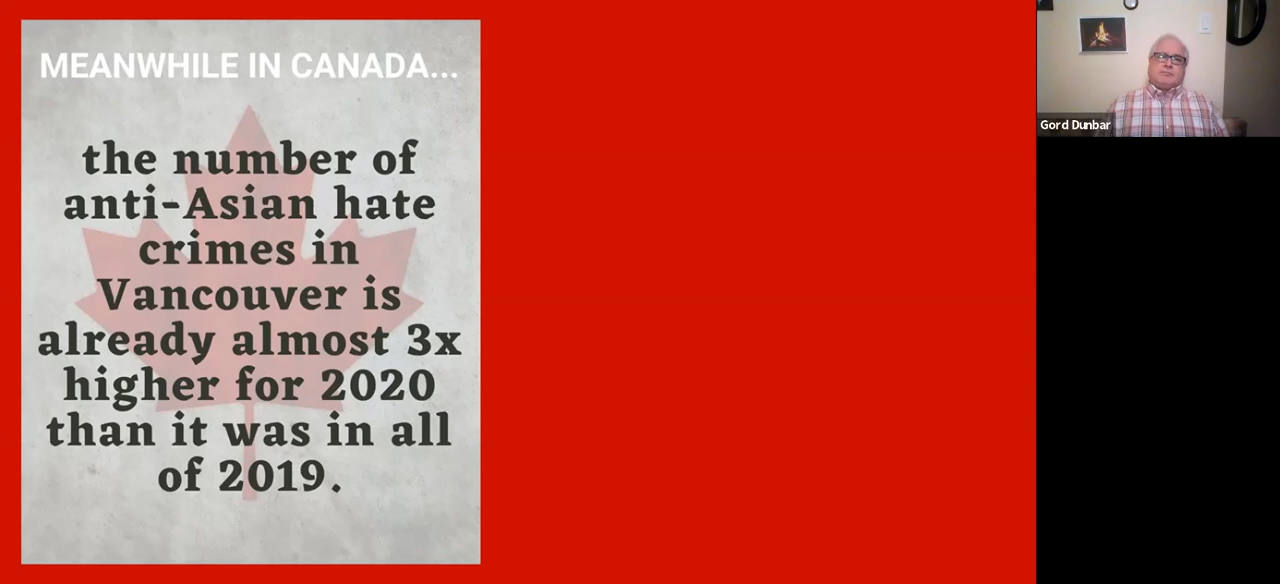 MEANWHILE IN CANADA...
the number of
anti-Asian hate
crimes in
Vancouver is
already almost 3x
higher for 2020
than it was in all
of 2019.
Gord Dunbar